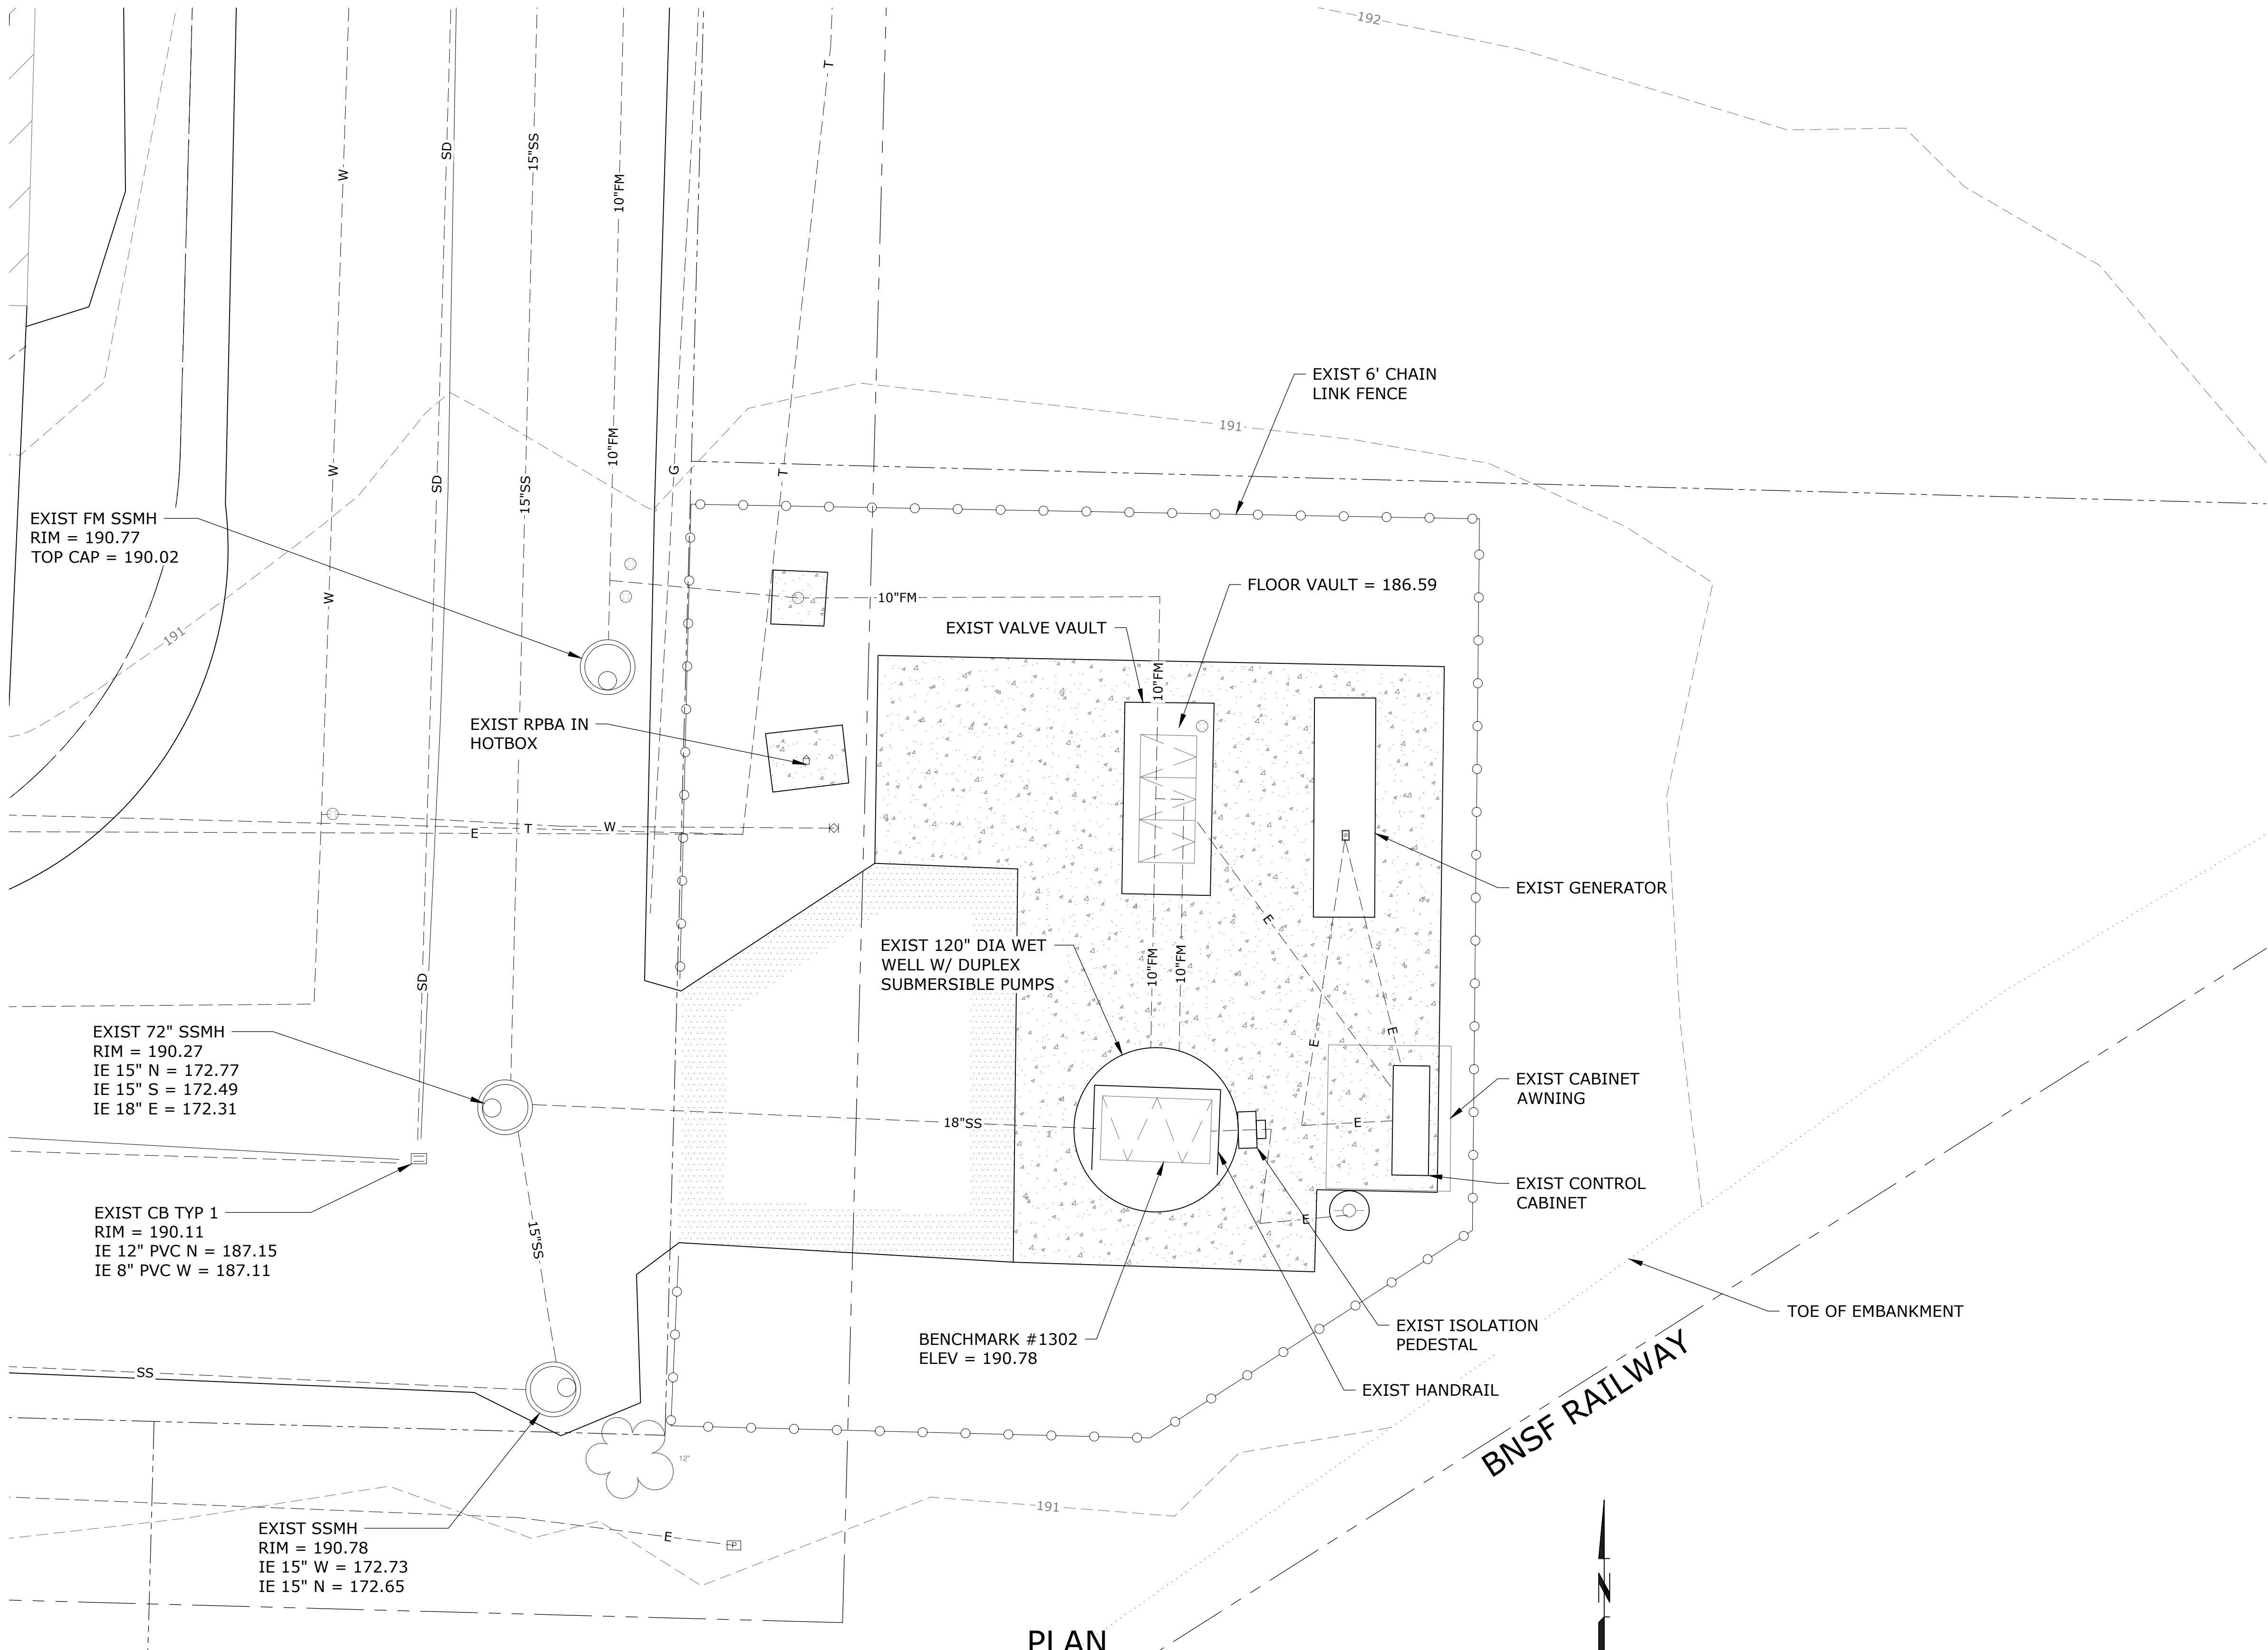 192
T
SD
15"SS
W
10"FM
EXIST 6' CHAIN
LINK FENCE
191
10"FM
W
G
T
SD
15"SS
EXIST FM SSMH
RIM = 190.77
TOP CAP = 190.02
FLOOR VAULT = 186.59
W
10"FM
EXIST VALVE VAULT
191
10"FM
EXIST RPBA IN
HOTBOX
E
T
W
EXIST GENERATOR
E
EXIST 120" DIA WET
WELL W/ DUPLEX
SUBMERSIBLE PUMPS
10"FM
10"FM
SD
EXIST 72" SSMH
RIM = 190.27
IE 15" N = 172.77
IE 15" S = 172.49
IE 18" E = 172.31
E
E
EXIST CABINET
AWNING
18"SS
E
EXIST CONTROL
CABINET
EXIST CB TYP 1
RIM = 190.11
IE 12" PVC N = 187.15
IE 8" PVC W = 187.11
15"SS
E
TOE OF EMBANKMENT
EXIST ISOLATION
PEDESTAL
BENCHMARK #1302
ELEV = 190.78
SS
EXIST HANDRAIL
BNSF RAILWAY
12"
191
EXIST SSMH
RIM = 190.78
IE 15" W = 172.73
IE 15" N = 172.65
E
P
N
PLAN